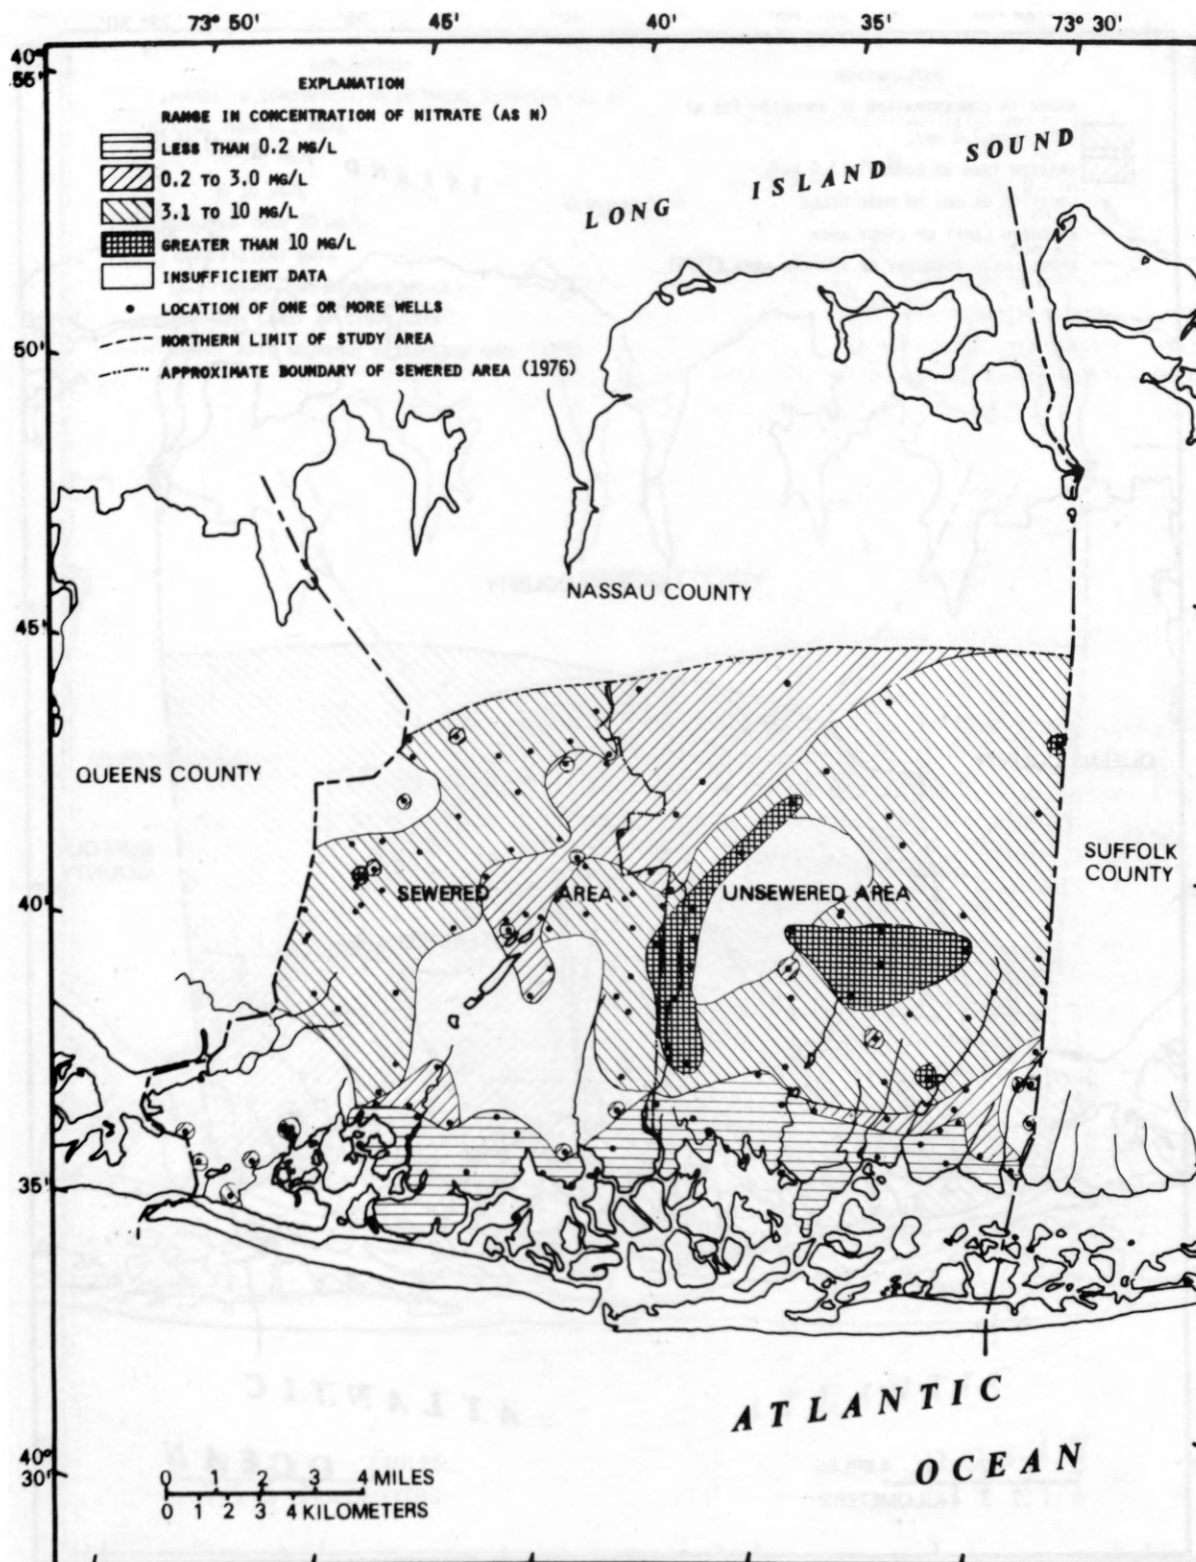 73° 50'
45'
40'
35'
73° 30'
40°
55'
EXPLANATION
RANGE IN CONCENTRATION OF NITRATE (AS N)
LESS THAN 0.2 MG/L
0.2 TO 3.0 MG/L
3.1 TO 10 MG/L
GREATER THAN 10 MG/L
INSUFFICIENT DATA
LOCATION OF ONE OR MORE WELLS
NORTHERN LIMIT OF STUDY AREA
APPROXIMATE BOUNDARY OF SEWERED AREA (1976)
LONG ISLAND SOUND
50'
NASSAU COUNTY
45'
QUEENS COUNTY
SUFFOLK
COUNTY
40'
SEWERED AREA
UNSEWERED AREA
35'
ATLANTIC
OCEAN
40°
30'
0 1 2 3 4 MILES
0 1 2 3 4 KILOMETERS